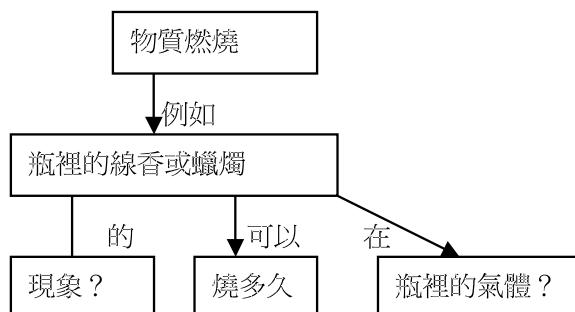 物質燃燒
例如
瓶裡的線香或蠟燭
的
可以
在
現象？
燒多久
瓶裡的氣體？